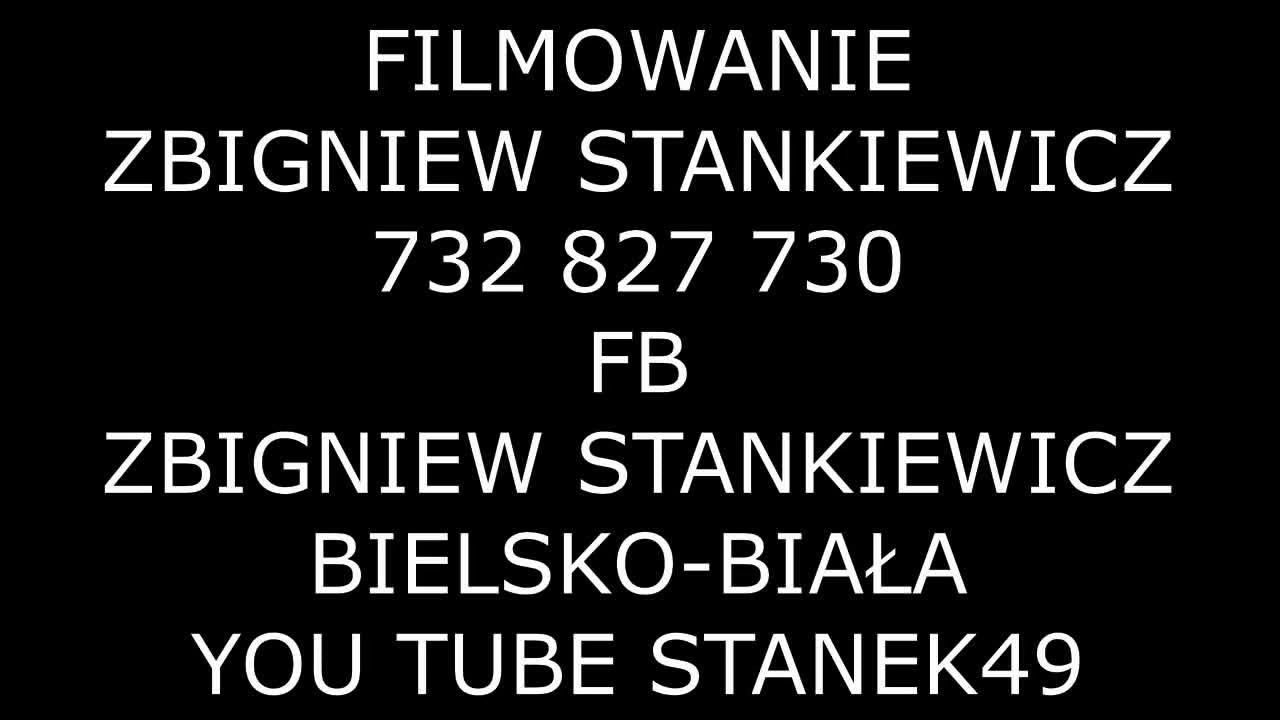 FILMOWANIE
ZBIGNIEW STANKIEWICZ
732 827 730
FB
ZBIGNIEW STANKIEWICZ
BIELSKO-BIAŁA
YOU TUBE STANEK49